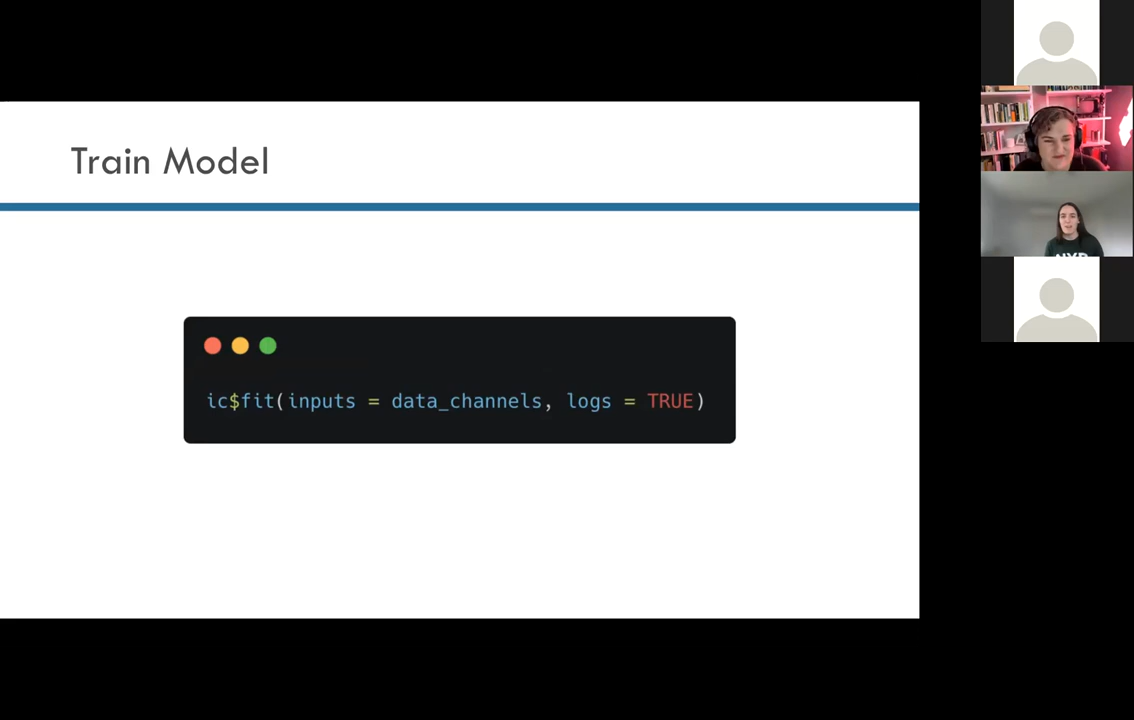 Train Model
ic$fit(inputs = data_channels, logs = TRUE)